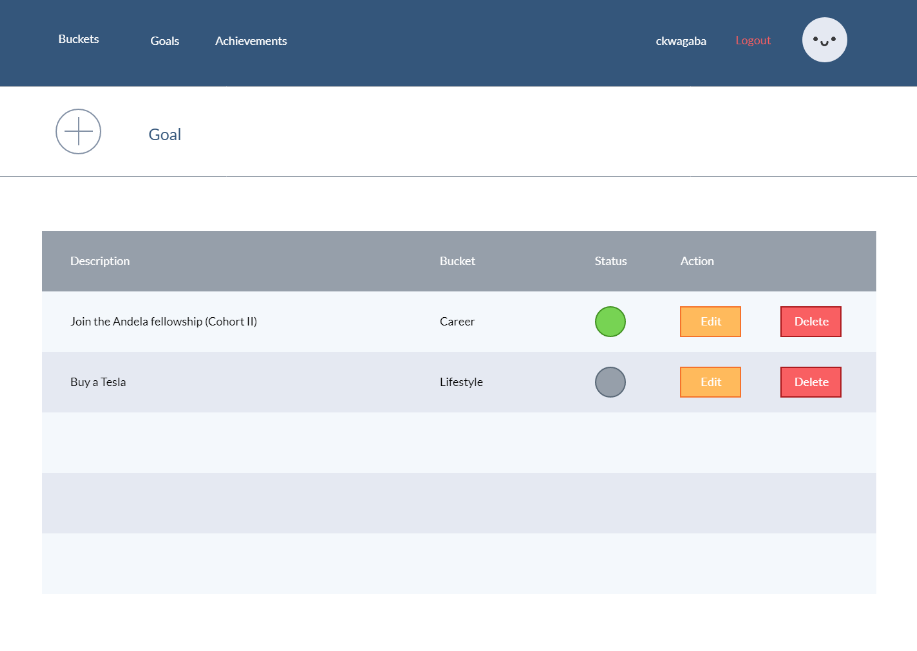 Buckets Goals Achievements ckwagaba Logout
Goal
Description Bucket Status Action
Join the Andela fellowship (Cohort II) Career Edit Delete
Buy a Tesla Lifestyle Edit Delete